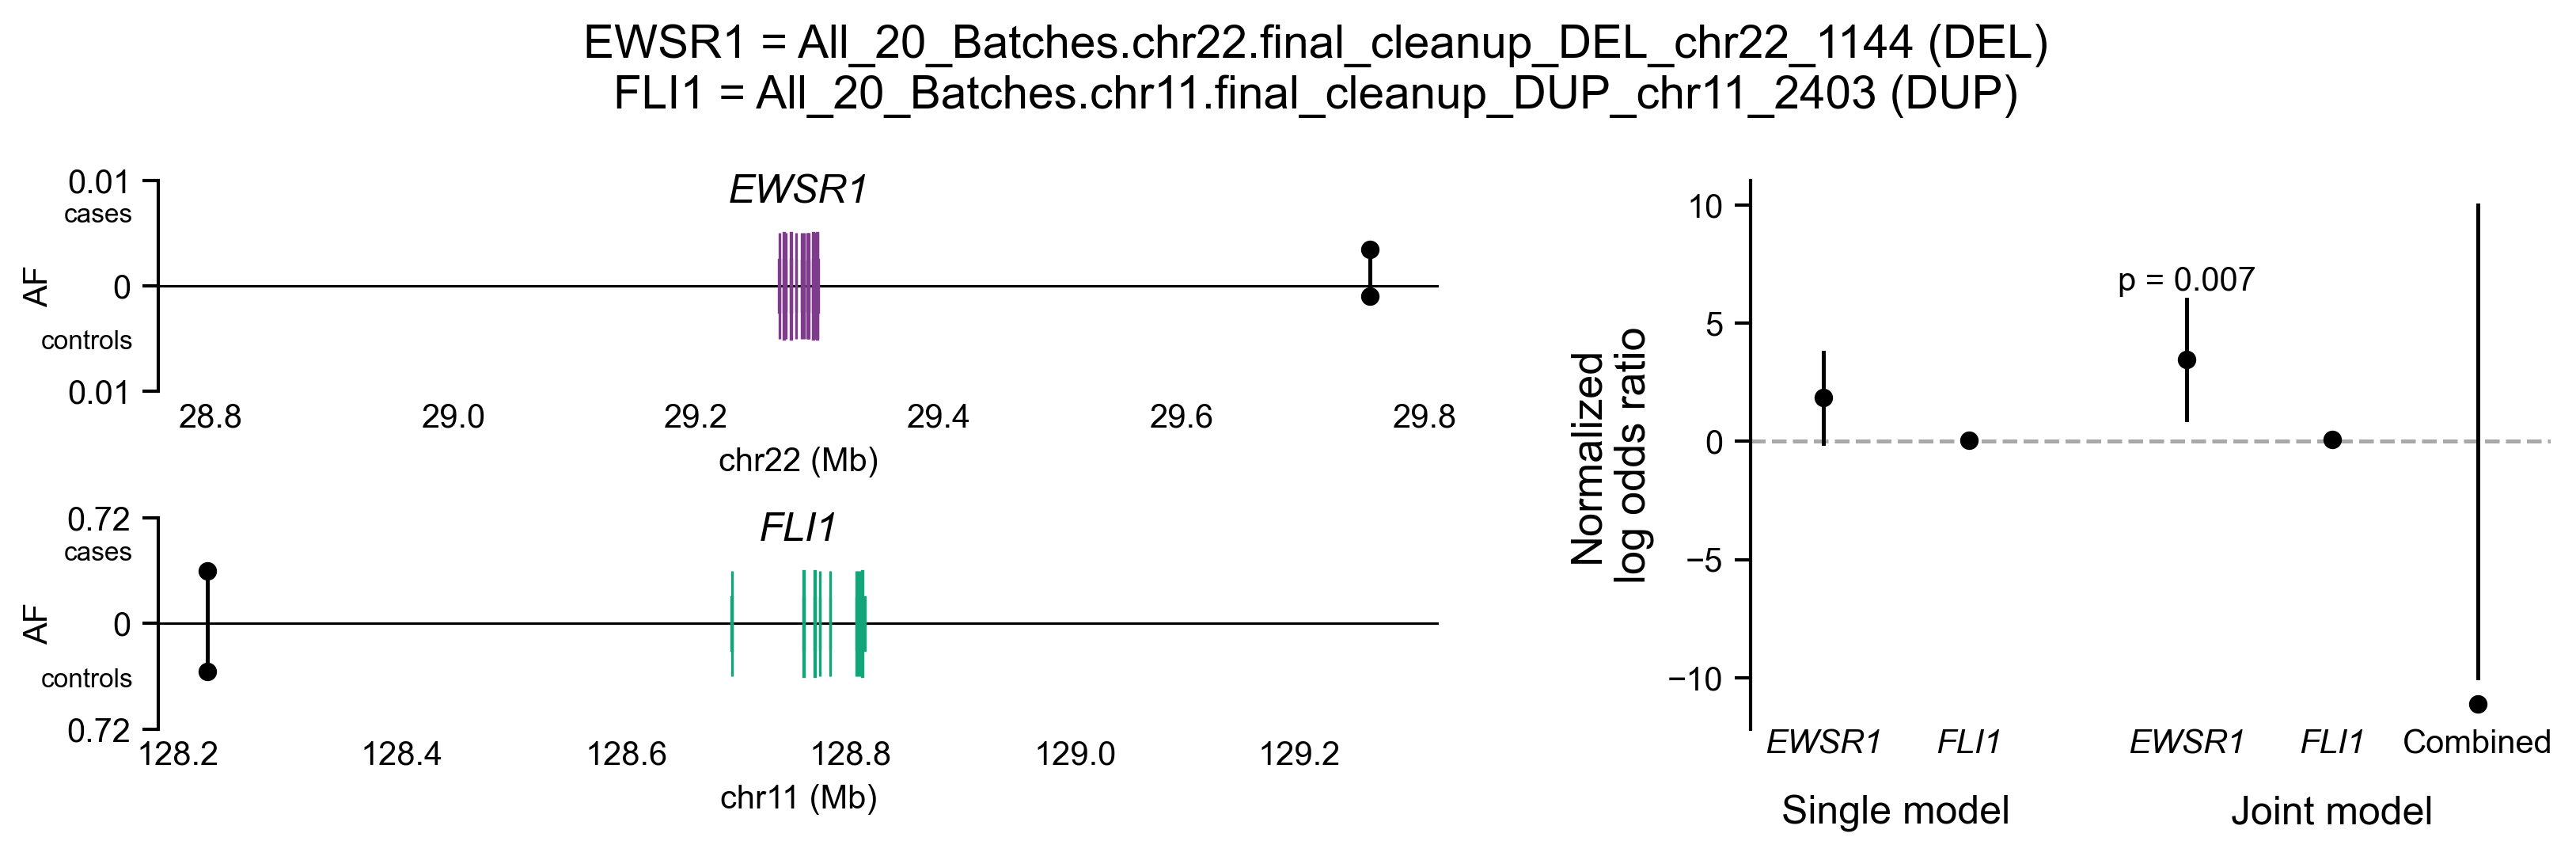 EWSR1 = All_20_Batches.chr22.final_cleanup_DEL_chr22_1144 (DEL)
FLI1 = All_20_Batches.chr11.final_cleanup_DUP_chr11_2403 (DUP)
EWSR1
0.01
cases
AF
0
controls
0.01
28.8 29.0 29.2 29.4 29.6 29.8
chr22 (Mb)
FLI1
0.72
cases
AF
0
controls
0.72
128.2 128.4 128.6 128.8 129.0 129.2
chr11 (Mb)
Normalized
log odds ratio
10
5
0
−5
−10
p = 0.007
EWSR1 FLI1 EWSR1 FLI1 Combined
Single model Joint model